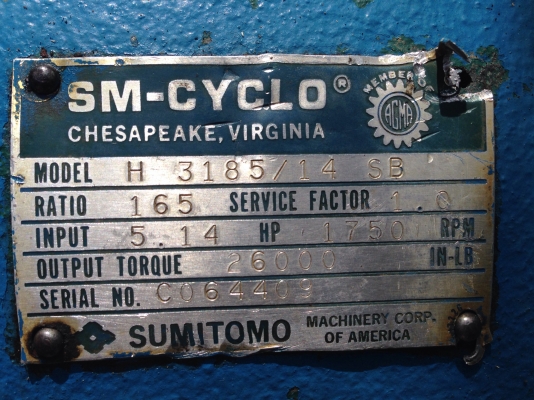 SM-CYCLO®
MEMBER
AGMA
CHESAPEAKE, VIRGINIA
MODEL H 3185/14 SB
RATIO 165 SERVICE FACTOR 1.0
INPUT 5.14 HP 1750 RPM
OUTPUT TORQUE 26000 IN-LB
SERIAL NO. C064409
SUMITOMO MACHINERY CORP.
OF AMERICA